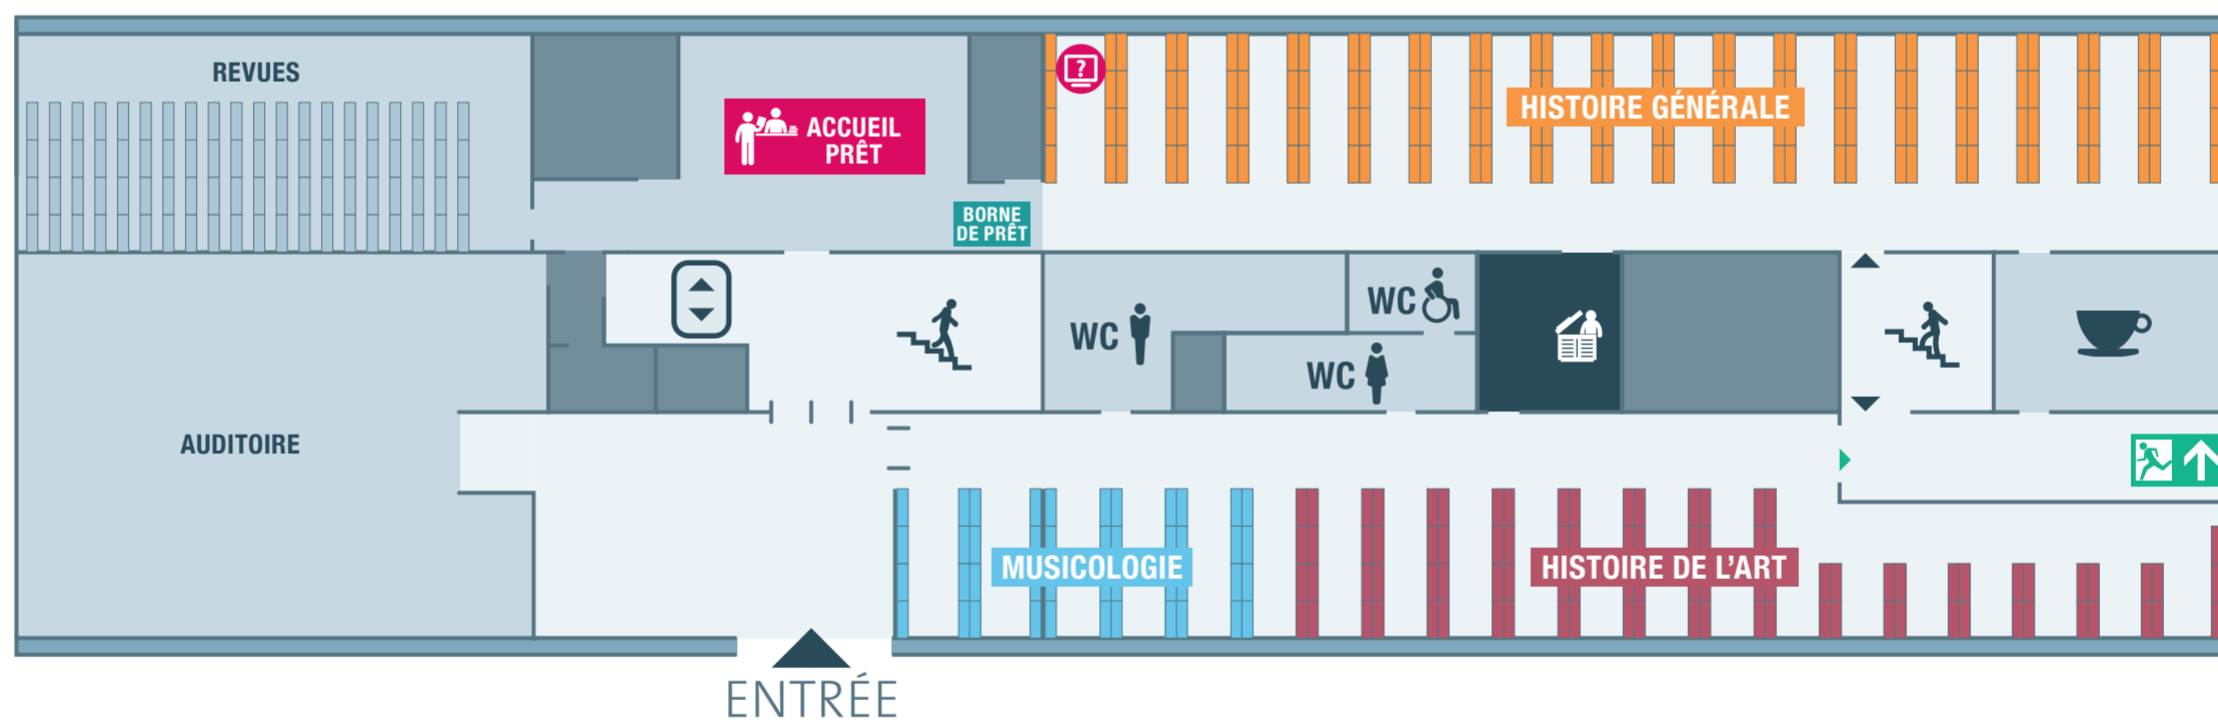 REVUES
ACCUEIL
PRÊT
?
HISTOIRE GÉNÉRALE
BORNE
DE PRÊT
WC
WC
WC
AUDITOIRE
MUSICOLOGIE
HISTOIRE DE L'ART
ENTRÉE